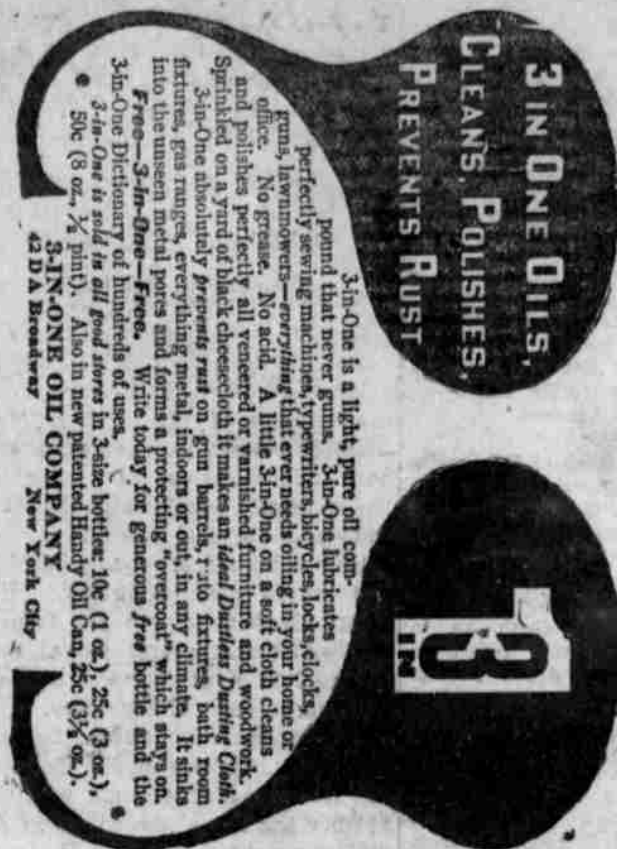 3 IN ONE OILS,
CLEANS, POLISHES,
PREVENTS RUST
3 IN 1
3-in-One is a light, pure oil com-
pound that never gums. 3-in-One lubricates
perfectly sewing machines, typewriters, bicycles, locks, clocks,
guns, lawnmowers—everything that ever needs oiling in your home or
office. No grease. No acid. A little 3-in-One on a soft cloth cleans
and polishes perfectly all veneered or varnished furniture and woodwork.
Sprinkled on a yard of black cheesecloth it makes an ideal Dustless Dusting Cloth.
3-in-One absolutely prevents rust on gun barrels, fixtures, bath room
fixtures, gas ranges, everything metal, indoors or out, in any climate. It sinks
into the unseen metal pores and forms a protecting "overcoat" which stays on.
Free—3-in-One—Free. Write today for generous free bottle and the
3-in-One Dictionary of hundreds of uses.
3-in-One is sold in all good stores in 3-size bottles: 10c (1 oz.), 25c (3 oz.),
50c (8 oz., ½ pint). Also in new patented Handy Oil Can, 25c (3½ oz.).
3-IN-ONE OIL COMPANY
42 D A Broadway New York City